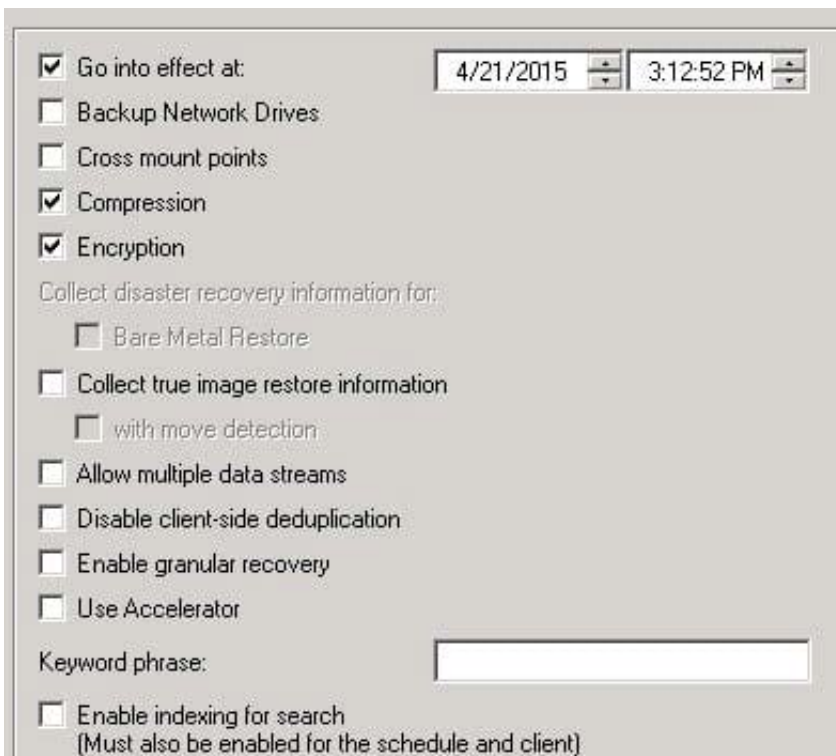 Go into effect at: 4/21/2015 3:12:52 PM
Backup Network Drives
Cross mount points
Compression
Encryption
Collect disaster recovery information for:
Bare Metal Restore
Collect true image restore information
with move detection
Allow multiple data streams
Disable client-side deduplication
Enable granular recovery
Use Accelerator
Keyword phrase:
Enable indexing for search
(Must also be enabled for the schedule and client)